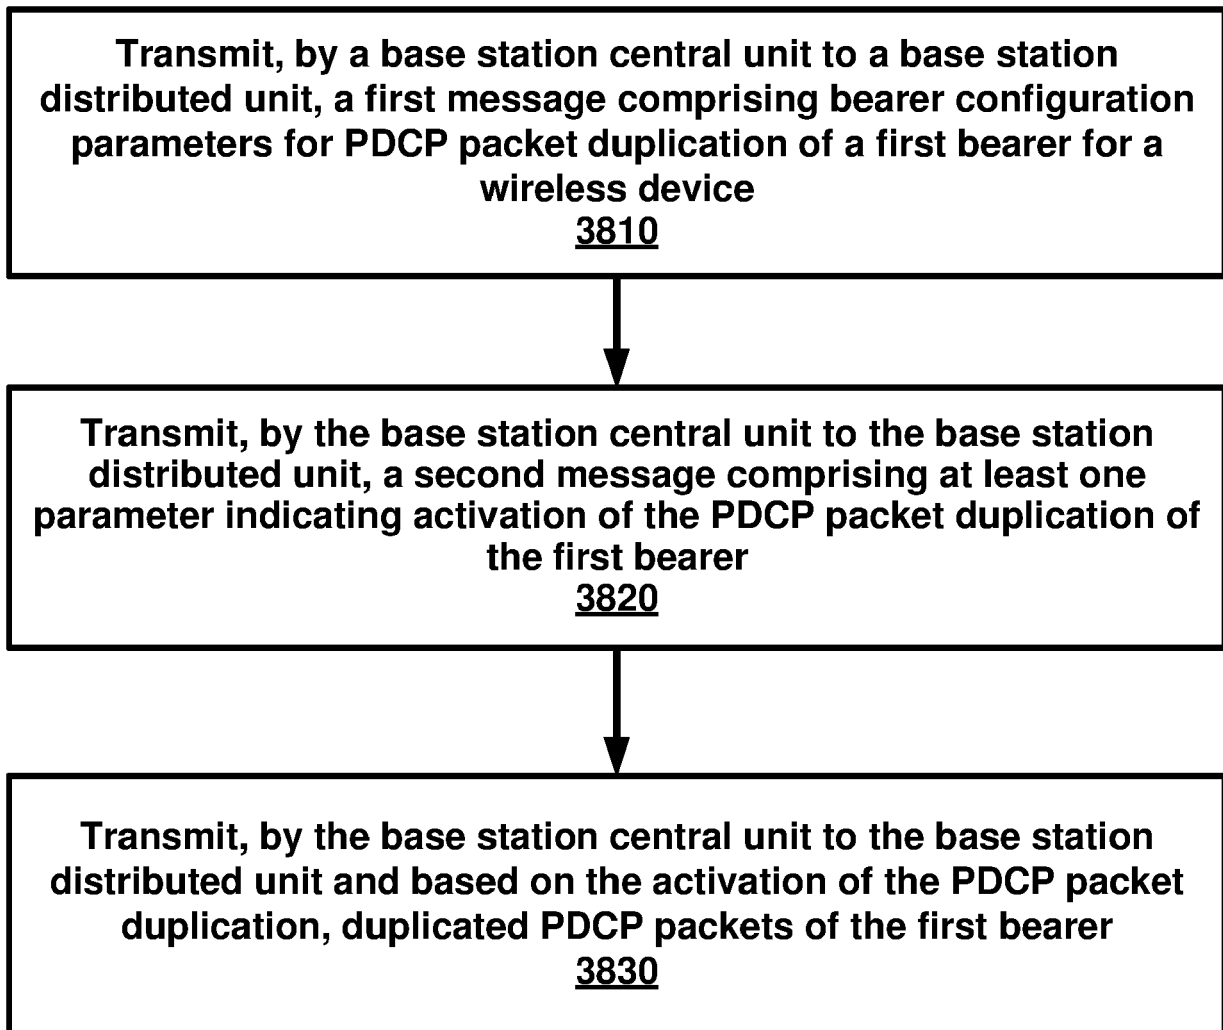 Transmit, by a base station central unit to a base station
distributed unit, a first message comprising bearer configuration
parameters for PDCP packet duplication of a first bearer for a
wireless device
3810
Transmit, by the base station central unit to the base station
distributed unit, a second message comprising at least one
parameter indicating activation of the PDCP packet duplication of
the first bearer
3820
Transmit, by the base station central unit to the base station
distributed unit and based on the activation of the PDCP packet
duplication, duplicated PDCP packets of the first bearer
3830